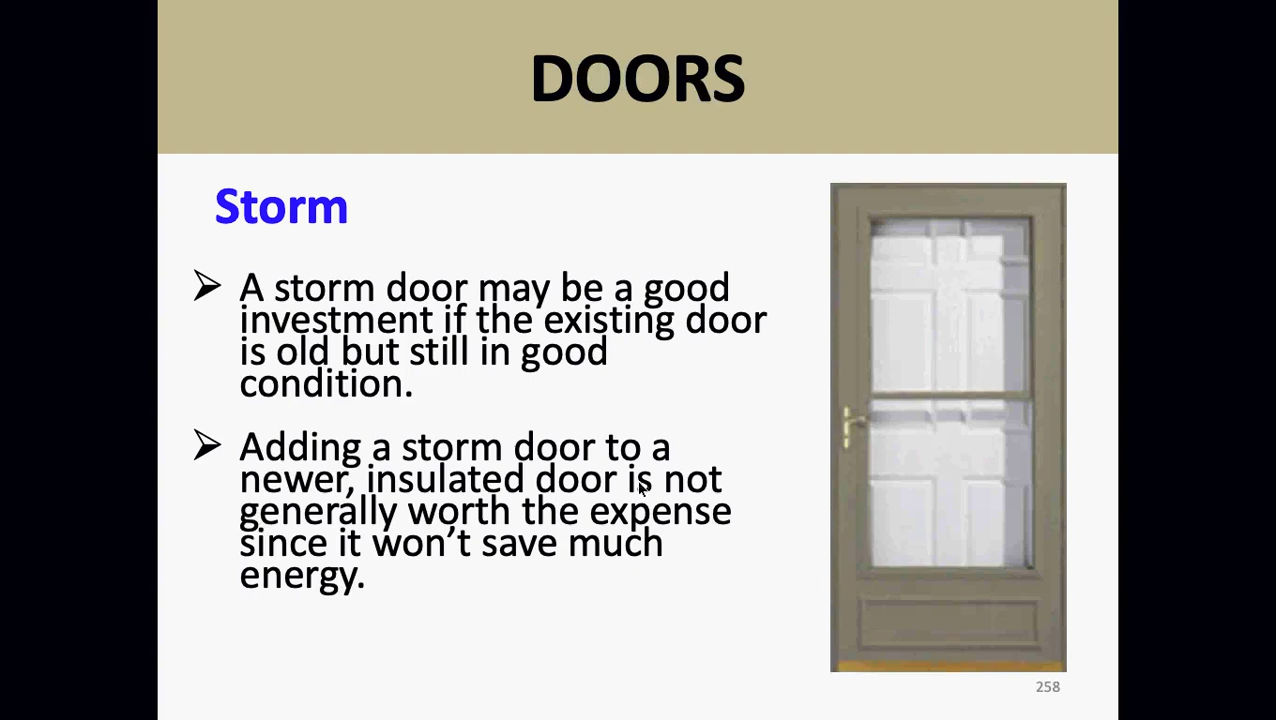 DOORS
Storm
➢ A storm door may be a good
investment if the existing door
is old but still in good
condition.
➢ Adding a storm door to a
newer, insulated door is not
generally worth the expense
since it won’t save much
energy.
258